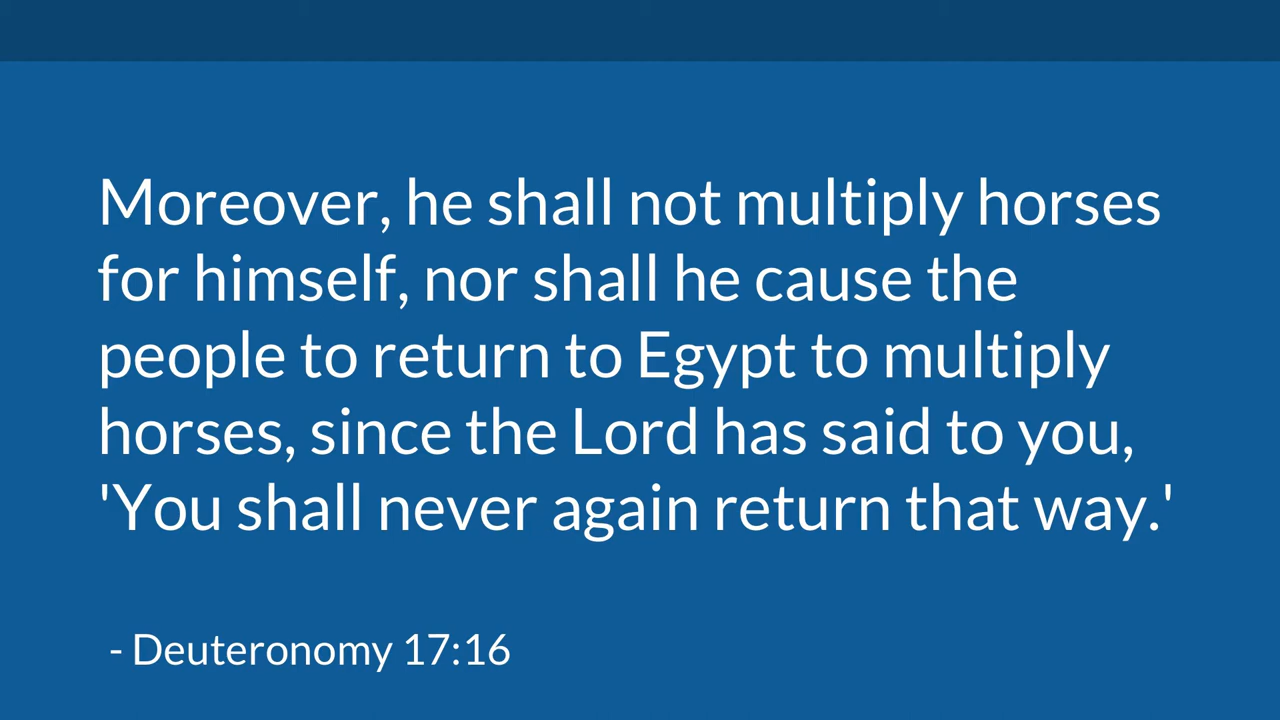 Moreover, he shall not multiply horses
for himself, nor shall he cause the
people to return to Egypt to multiply
horses, since the Lord has said to you,
'You shall never again return that way.'
- Deuteronomy 17:16